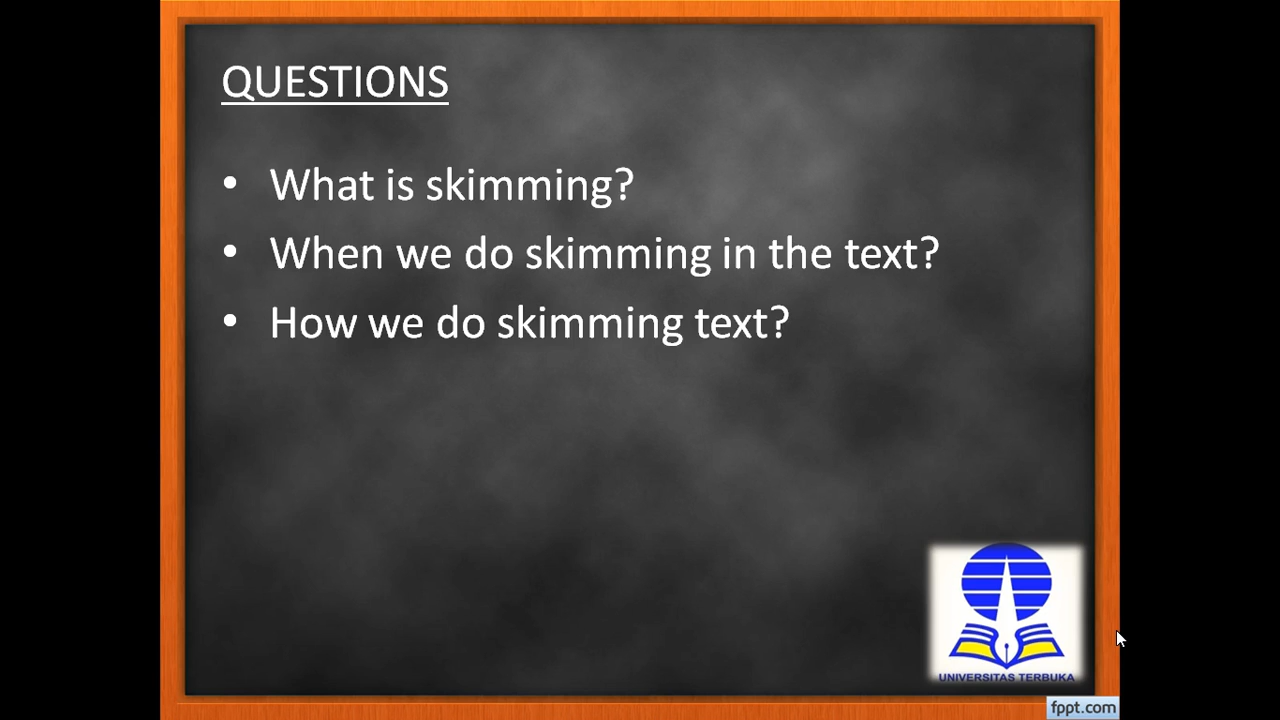 QUESTIONS
• What is skimming?
• When we do skimming in the text?
• How we do skimming text?
UNIVERSITAS TERBUKA
fppt.com